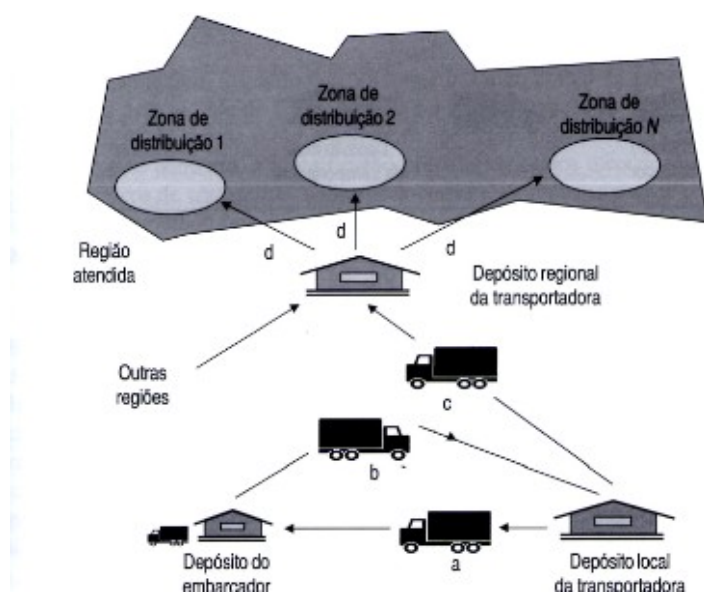 Zona de
distribuição 1
Zona de
distribuição 2
Zona de
distribuição N
d
d
d
Região
atendida
Depósito regional
da transportadora
Outras
regiões
c
b
a
Depósito do
embarcador
Depósito local
da transportadora